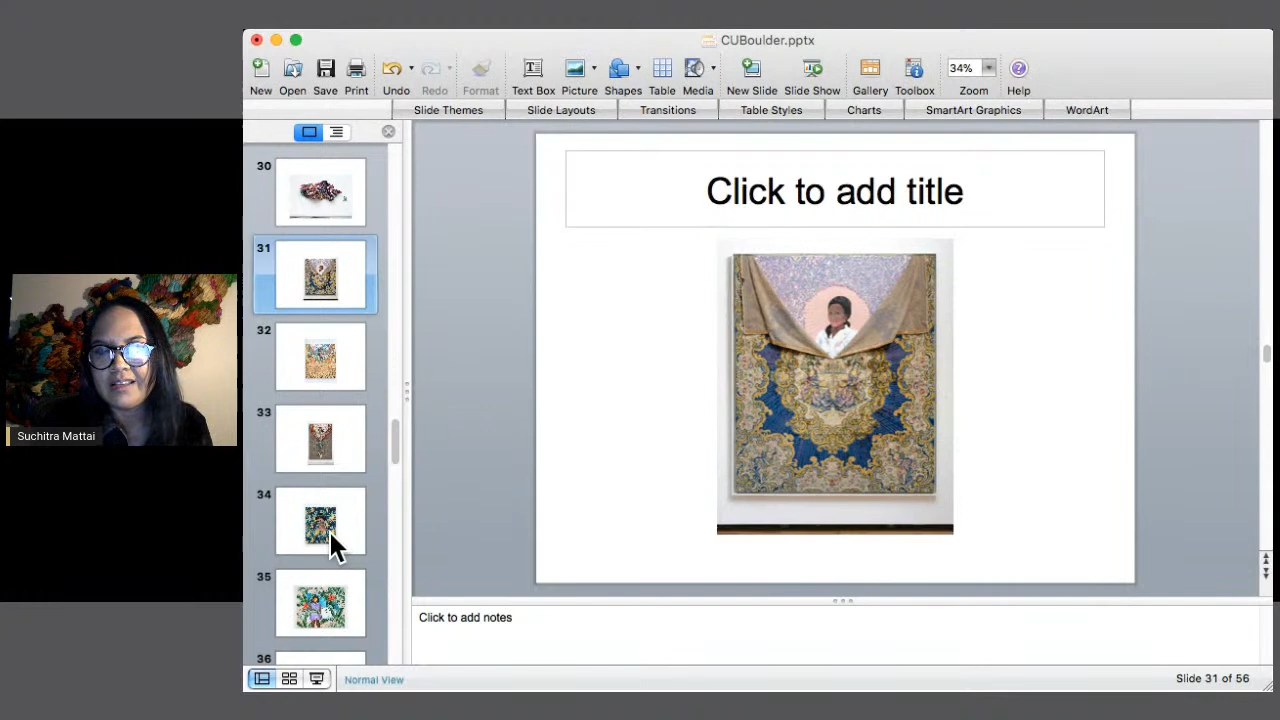 CUBoulder.pptx
New Open Save Print Undo Redo Format Text Box Picture Shapes Table Media New Slide Slide Show Gallery Toolbox 34% Zoom Help
Slide Themes Slide Layouts Transitions Table Styles Charts SmartArt Graphics WordArt
30
31
32
33
34
35
36
Click to add title
Click to add notes
Normal View
Slide 31 of 56
Suchitra Mattai